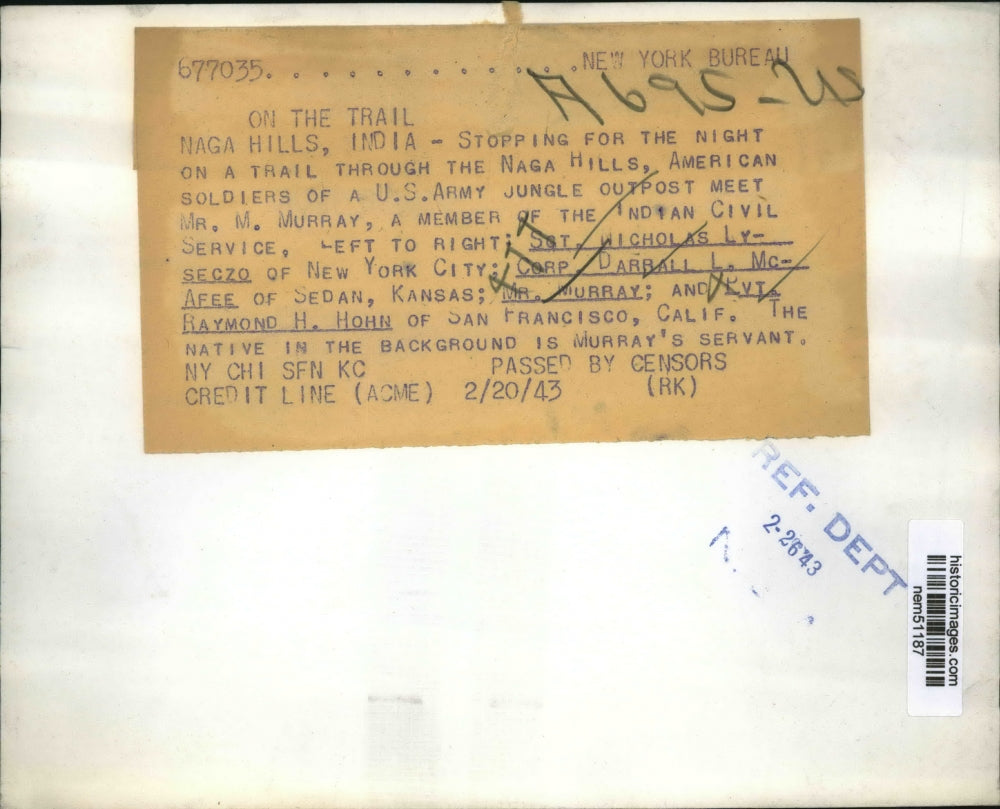 677035. . . . . . . . . . . . .NEW YORK BUREAU
A695-W
ON THE TRAIL
NAGA HILLS, INDIA - STOPPING FOR THE NIGHT
ON A TRAIL THROUGH THE NAGA HILLS, AMERICAN
SOLDIERS OF A U.S.ARMY JUNGLE OUTPOST MEET
MR. M. MURRAY, A MEMBER OF THE INDIAN CIVIL
SERVICE, LEFT TO RIGHT: SGT. NICHOLAS LY-
SECZO OF NEW YORK CITY; CORP. DARRALL L. MC-
AFEE OF SEDAN, KANSAS; MR. MURRAY; AND PVT.
RAYMOND H. HOHN OF SAN FRANCISCO, CALIF. THE
NATIVE IN THE BACKGROUND IS MURRAY'S SERVANT.
NY CHI SFN KC PASSED BY CENSORS
CREDIT LINE (ACME) 2/20/43 (RK)
REF. DEPT
2-26 43
historicimages.com
nem51187